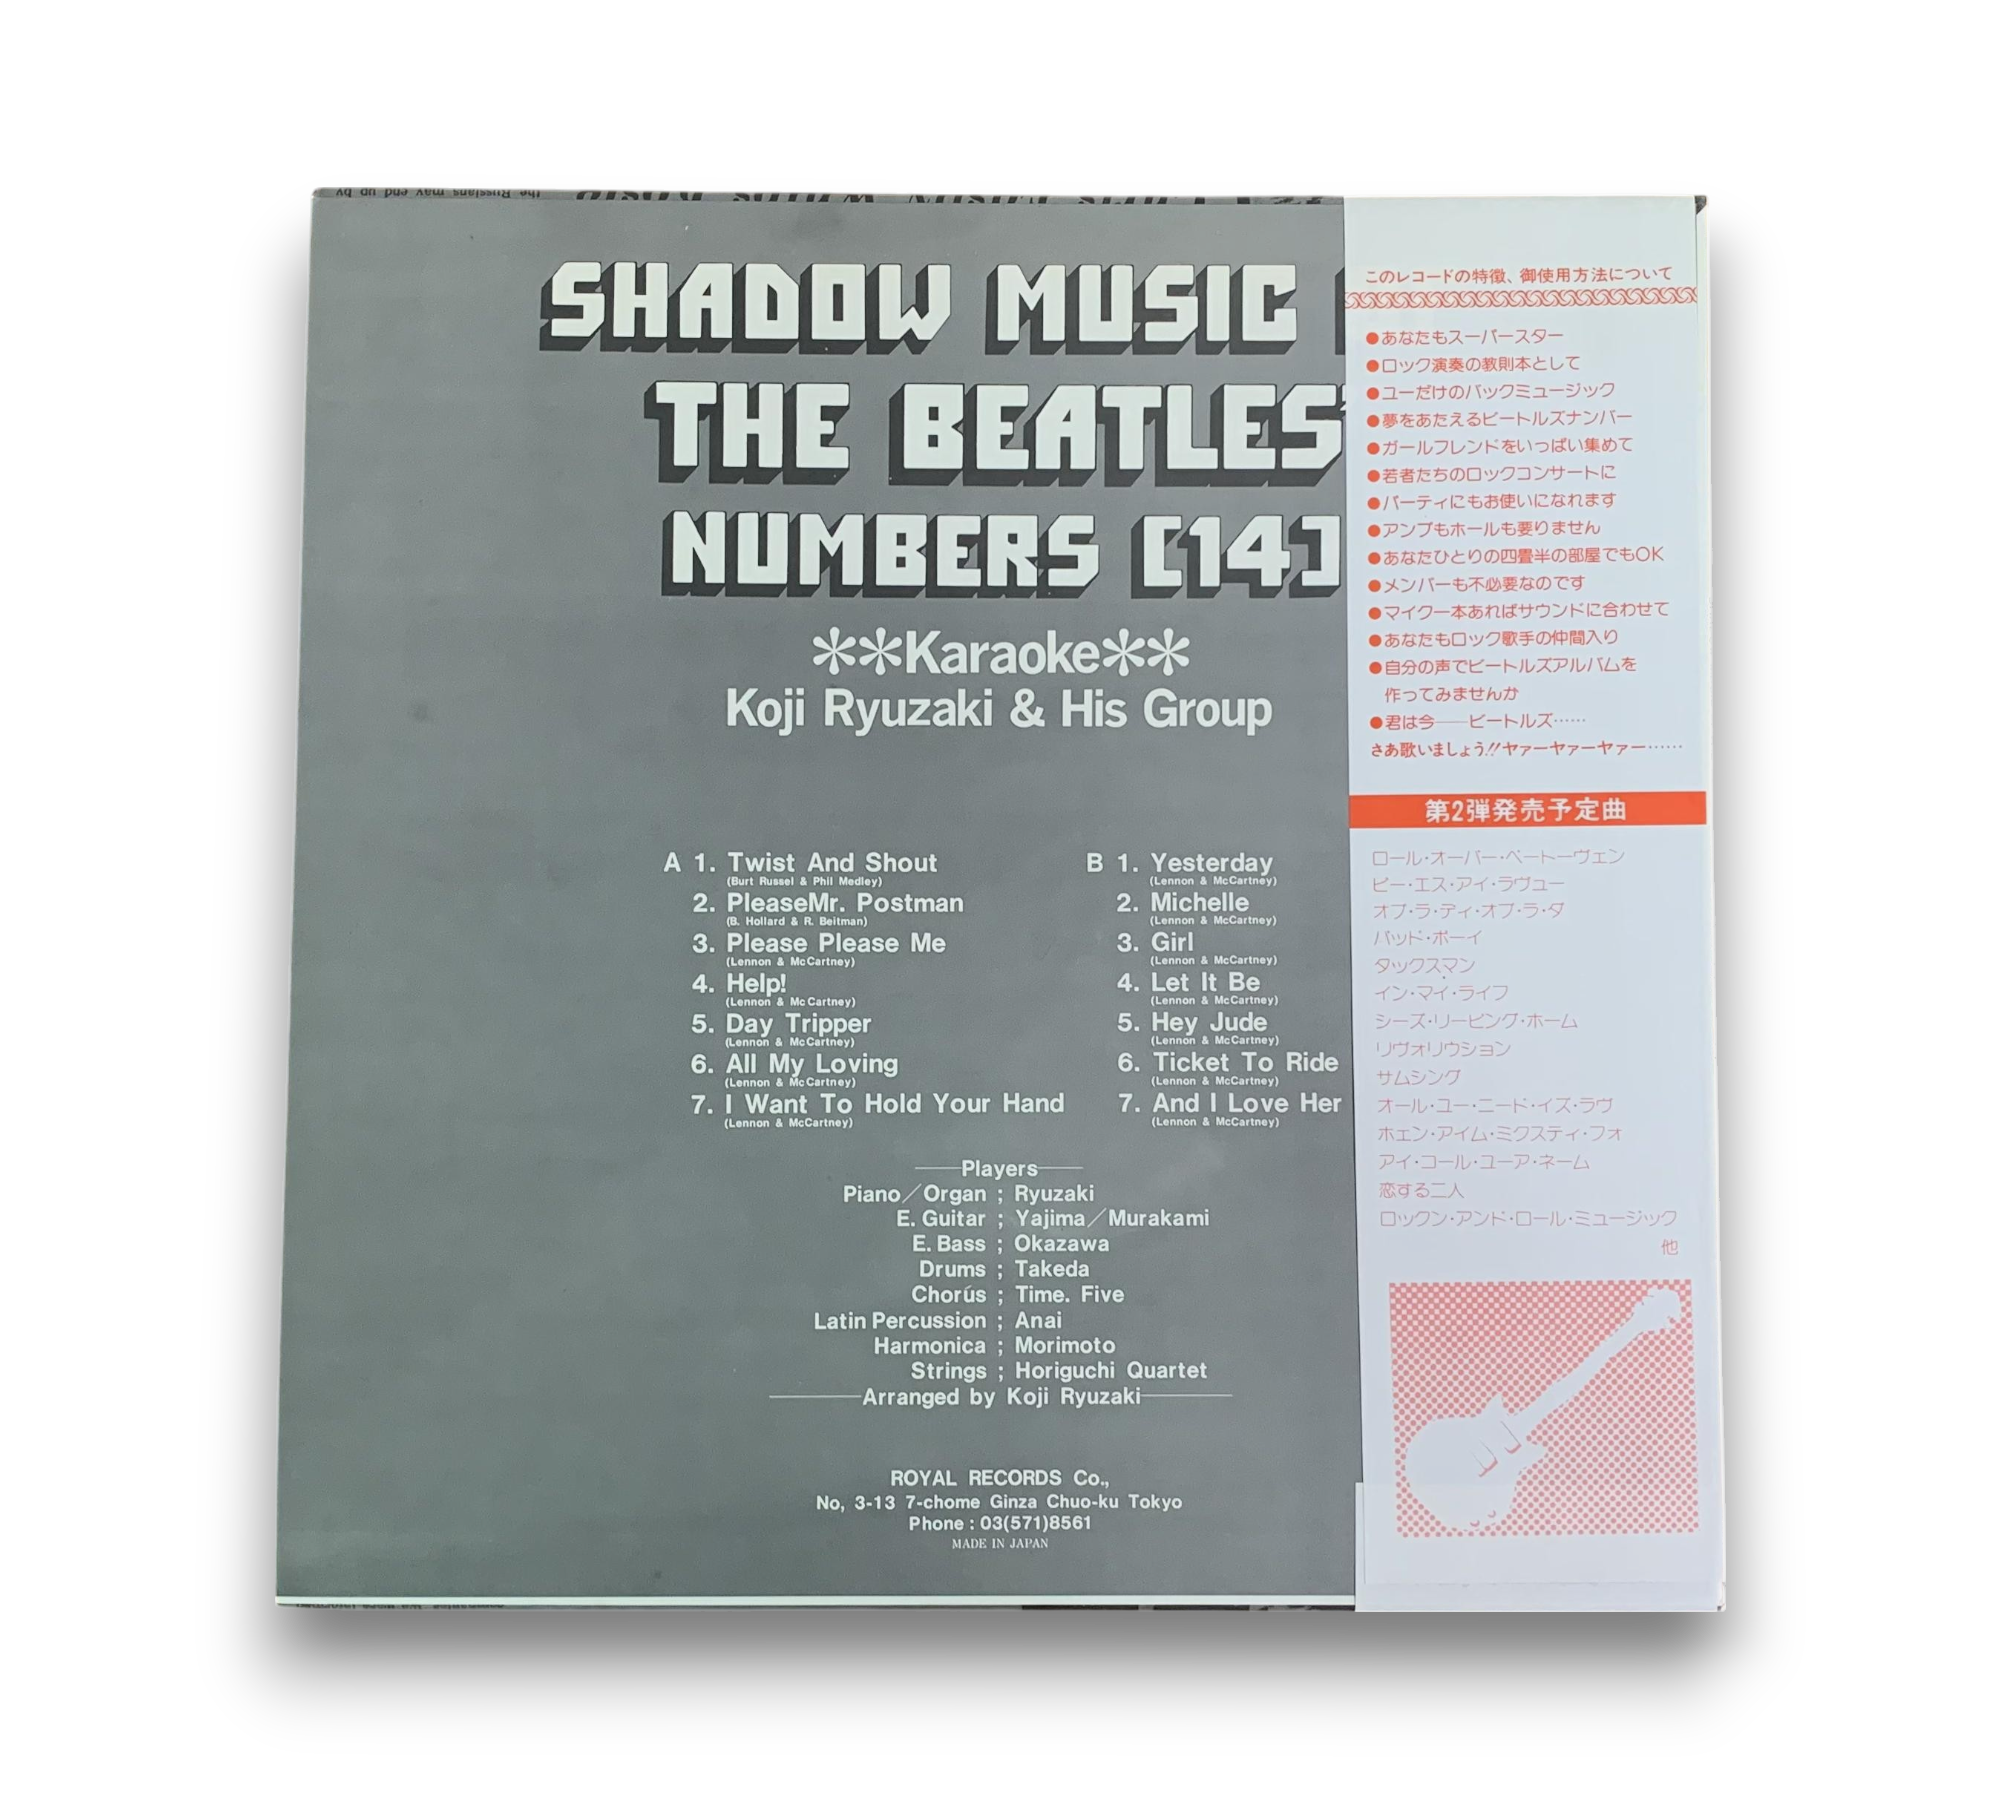 the Russians may end up by
SHADOW MUSIC
THE BEATLES'
NUMBERS [14]
**Karaoke**
Koji Ryuzaki & His Group
A 1. Twist And Shout
(Burt Russel & Phil Medley)
2. PleaseMr. Postman
(B. Hollard & R. Beitman)
3. Please Please Me
(Lennon & McCartney)
4. Help!
(Lennon & McCartney)
5. Day Tripper
(Lennon & McCartney)
6. All My Loving
(Lennon & McCartney)
7. I Want To Hold Your Hand
(Lennon & McCartney)
B 1. Yesterday
(Lennon & McCartney)
2. Michelle
(Lennon & McCartney)
3. Girl
(Lennon & McCartney)
4. Let It Be
(Lennon & McCartney)
5. Hey Jude
(Lennon & McCartney)
6. Ticket To Ride
(Lennon & McCartney)
7. And I Love Her
(Lennon & McCartney)
Players
Piano/Organ ; Ryuzaki
E. Guitar ; Yajima/Murakami
E. Bass ; Okazawa
Drums ; Takeda
Chorús ; Time. Five
Latin Percussion ; Anai
Harmonica ; Morimoto
Strings ; Horiguchi Quartet
Arranged by Koji Ryuzaki
ROYAL RECORDS Co.,
No, 3-13 7-chome Ginza Chuo-ku Tokyo
Phone : 03(571)8561
MADE IN JAPAN
このレコードの特徴、御使用方法について
●あなたもスーパースター
●ロック演奏の教則本として
●ユーだけのバックミュージック
●夢をあたえるビートルズナンバー
●ガールフレンドをいっぱい集めて
●若者たちのロックコンサートに
●パーティにもお使いになれます
●アンプもホールも要りません
●あなたひとりの四畳半の部屋でもOK
●メンバーも不必要なのです
●マイク一本あればサウンドに合わせて
●あなたもロック歌手の仲間入り
●自分の声でビートルズアルバムを
作ってみませんか
●君は今──ビートルズ……
さあ歌いましょう!!ヤァーヤァーヤァー……
第2弾発売予定曲
ロール・オーバー・ベートーヴェン
ピー・エス・アイ・ラヴュー
オブ・ラ・ディ・オブ・ラ・ダ
バッド・ボーイ
タックスマン
イン・マイ・ライフ
シーズ・リービング・ホーム
リヴォリウション
サムシング
オール・ユー・ニード・イズ・ラヴ
ホェン・アイム・ミクスティ・フォ
アイ・コール・ユーア・ネーム
恋する二人
ロックン・アンド・ロール・ミュージック
他